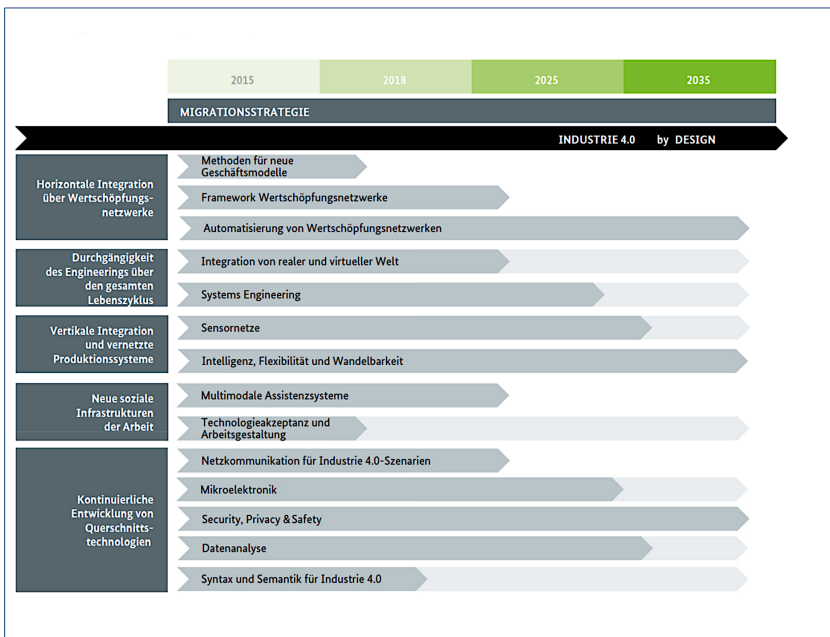 2015
2018
2025
2035
MIGRATIONSSTRATEGIE
INDUSTRIE 4.0 by DESIGN
Horizontale Integration
über Wertschöpfungs-
netzwerke
Methoden für neue
Geschäftsmodelle
Framework Wertschöpfungsnetzwerke
Automatisierung von Wertschöpfungsnetzwerken
Durchgängigkeit
des Engineerings über
den gesamten
Lebenszyklus
Integration von realer und virtueller Welt
Systems Engineering
Vertikale Integration
und vernetzte
Produktionssysteme
Sensornetze
Intelligenz, Flexibilität und Wandelbarkeit
Neue soziale
Infrastrukturen
der Arbeit
Multimodale Assistenzsysteme
Technologieakzeptanz und
Arbeitsgestaltung
Kontinuierliche
Entwicklung von
Querschnitts-
technologien
Netzkommunikation für Industrie 4.0-Szenarien
Mikroelektronik
Security, Privacy & Safety
Datenanalyse
Syntax und Semantik für Industrie 4.0